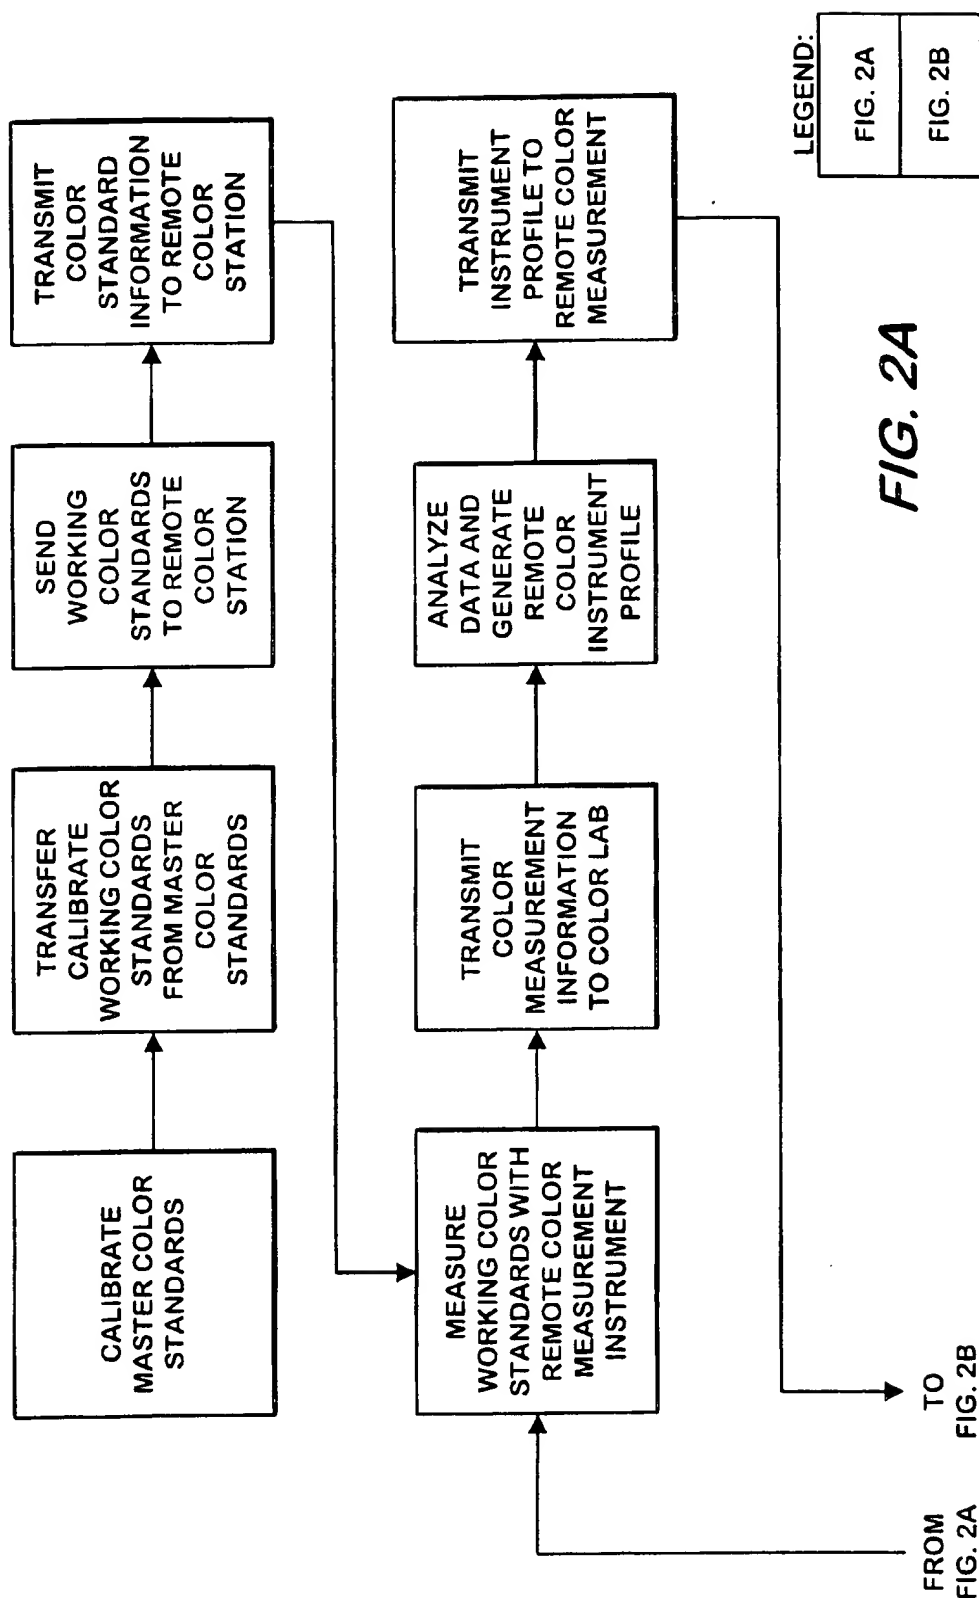 CALIBRATE
MASTER COLOR
STANDARDS
TRANSFER
CALIBRATE
WORKING COLOR
STANDARDS
FROM MASTER
COLOR
STANDARDS
SEND
WORKING
COLOR
STANDARDS
TO REMOTE
COLOR
STATION
TRANSMIT
COLOR
STANDARD
INFORMATION
TO REMOTE
COLOR
STATION
MEASURE
WORKING COLOR
STANDARDS WITH
REMOTE COLOR
MEASUREMENT
INSTRUMENT
TRANSMIT
COLOR
MEASUREMENT
INFORMATION
TO COLOR LAB
ANALYZE
DATA AND
GENERATE
REMOTE
COLOR
INSTRUMENT
PROFILE
TRANSMIT
INSTRUMENT
PROFILE TO
REMOTE COLOR
MEASUREMENT
FROM
FIG. 2A
TO
FIG. 2B
FIG. 2A
LEGEND:
FIG. 2A
FIG. 2B